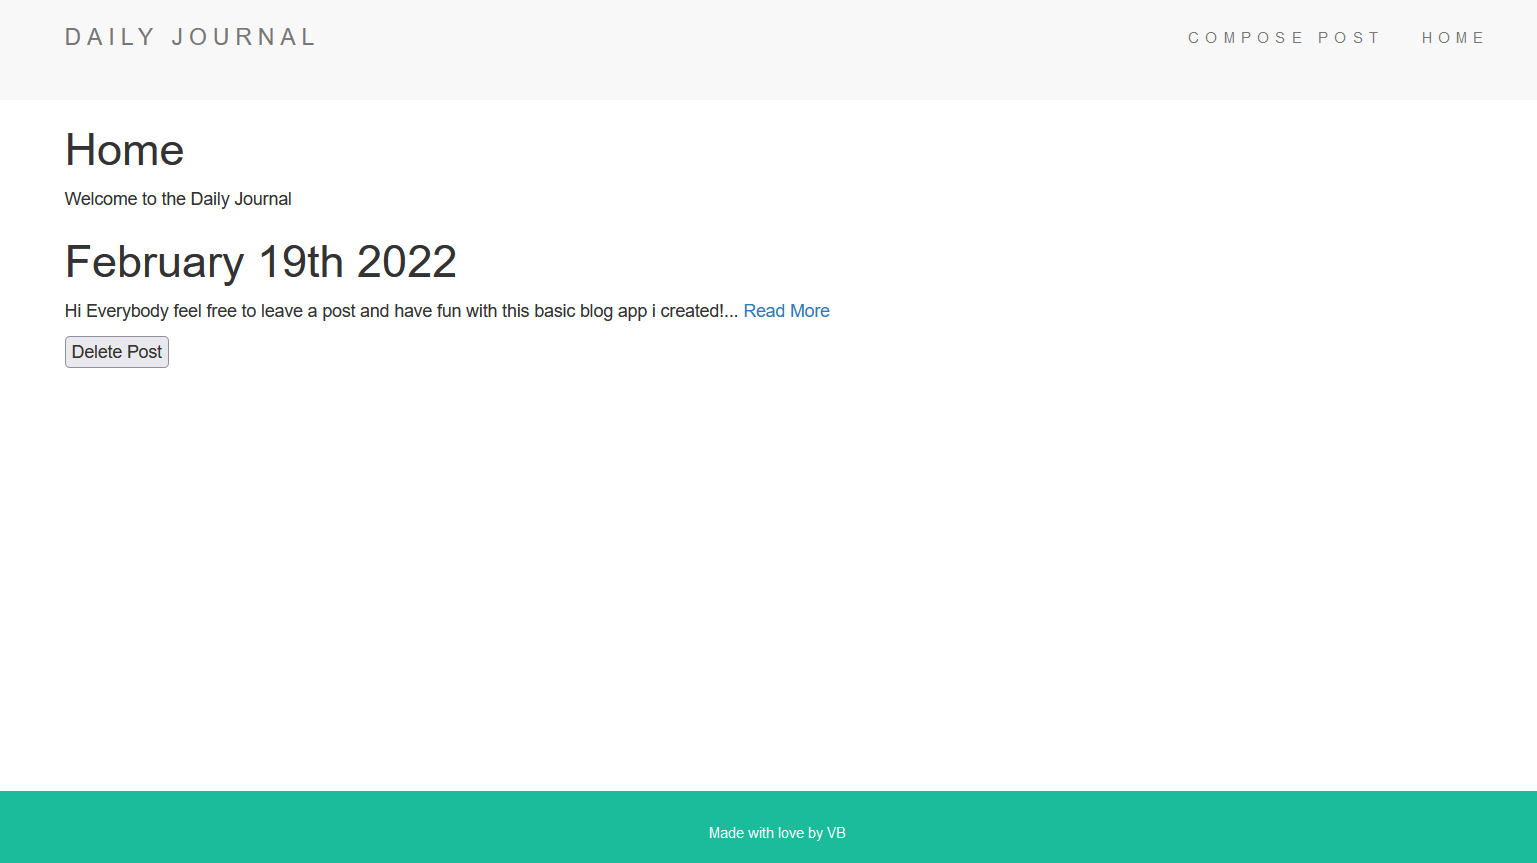 DAILY JOURNAL
COMPOSE POST HOME
Home
Welcome to the Daily Journal
February 19th 2022
Hi Everybody feel free to leave a post and have fun with this basic blog app i created!... Read More
Delete Post
Made with love by VB